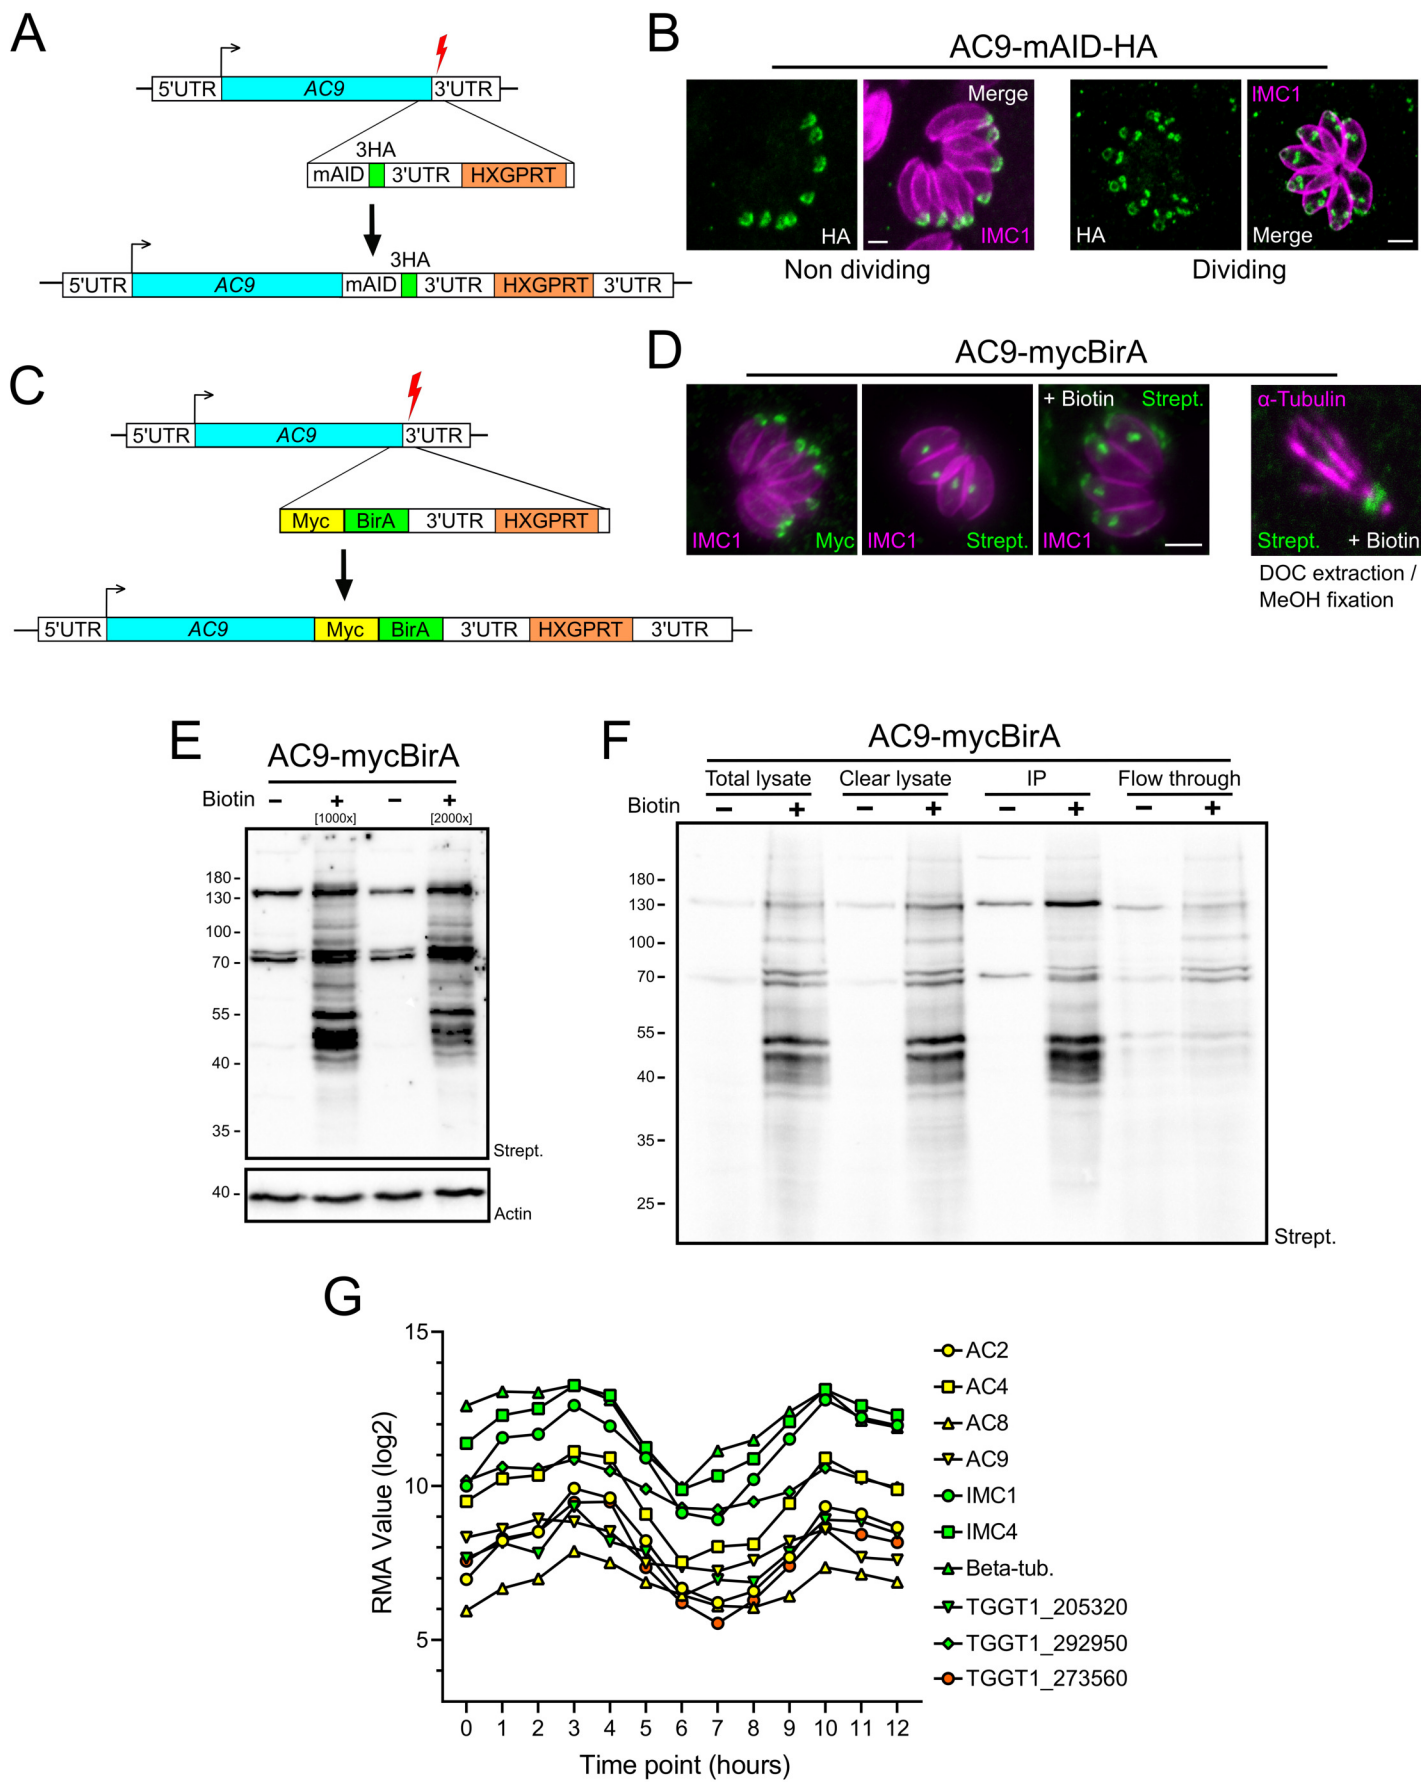 A
5'UTR AC9 3'UTR
3HA
mAID 3'UTR HXGPRT
3HA
5'UTR AC9 mAID 3'UTR HXGPRT 3'UTR
B
AC9-mAID-HA
HA
Merge
IMC1
HA
IMC1
Merge
Non dividing
Dividing
C
5'UTR AC9 3'UTR
Myc BirA 3'UTR HXGPRT
5'UTR AC9 Myc BirA 3'UTR HXGPRT 3'UTR
D
AC9-mycBirA
IMC1 Myc
IMC1 Strept.
+ Biotin Strept.
IMC1
α-Tubulin
Strept. + Biotin
DOC extraction /
MeOH fixation
E
AC9-mycBirA
Biotin − + − +
[1000x] [2000x]
180
130
100
70
55
40
35
Strept.
40
Actin
F
AC9-mycBirA
Total lysate Clear lysate IP Flow through
Biotin − + − + − + − +
180
130
100
70
55
40
35
25
Strept.
G
RMA Value (log2)
15
10
5
0 1 2 3 4 5 6 7 8 9 10 11 12
Time point (hours)
AC2
AC4
AC8
AC9
IMC1
IMC4
Beta-tub.
TGGT1_205320
TGGT1_292950
TGGT1_273560